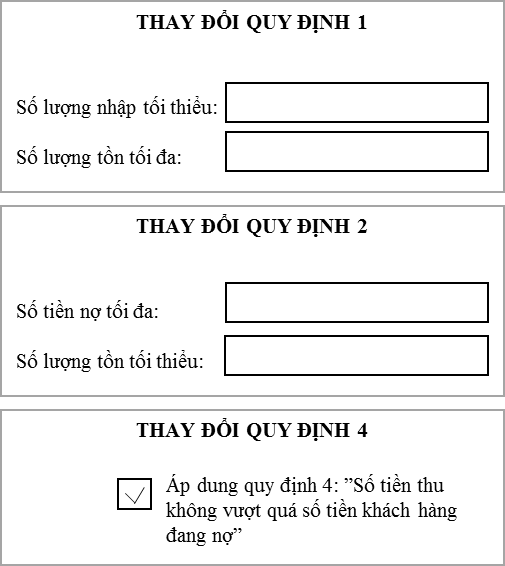 THAY ĐỔI QUY ĐỊNH 1
Số lượng nhập tối thiểu:
Số lượng tồn tối đa:
THAY ĐỔI QUY ĐỊNH 2
Số tiền nợ tối đa:
Số lượng tồn tối thiểu:
THAY ĐỔI QUY ĐỊNH 4
Áp dung quy định 4: ”Số tiền thu
không vượt quá số tiền khách hàng
đang nợ”